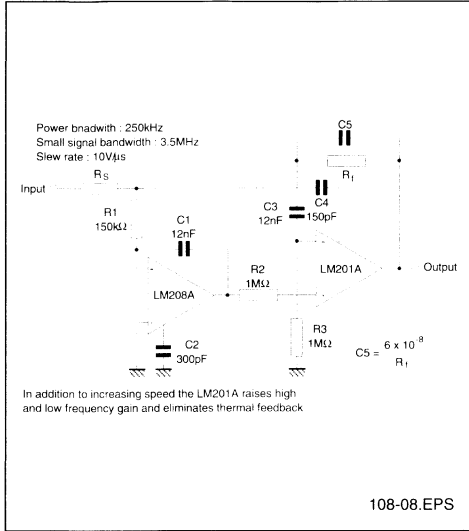 Power bnadwith : 250kHz
Small signal bandwidth : 3.5MHz
Slew rate : 10V/µs
Input
RS
R1
150kΩ
C1
12nF
LM208A
C2
300pF
R2
1MΩ
C3
12nF
C4
150pF
C5
Rf
LM201A
Output
R3
1MΩ
C5 = 6 x 10-8 / Rf
In addition to increasing speed the LM201A raises high
and low frequency gain and eliminates thermal feedback
108-08.EPS